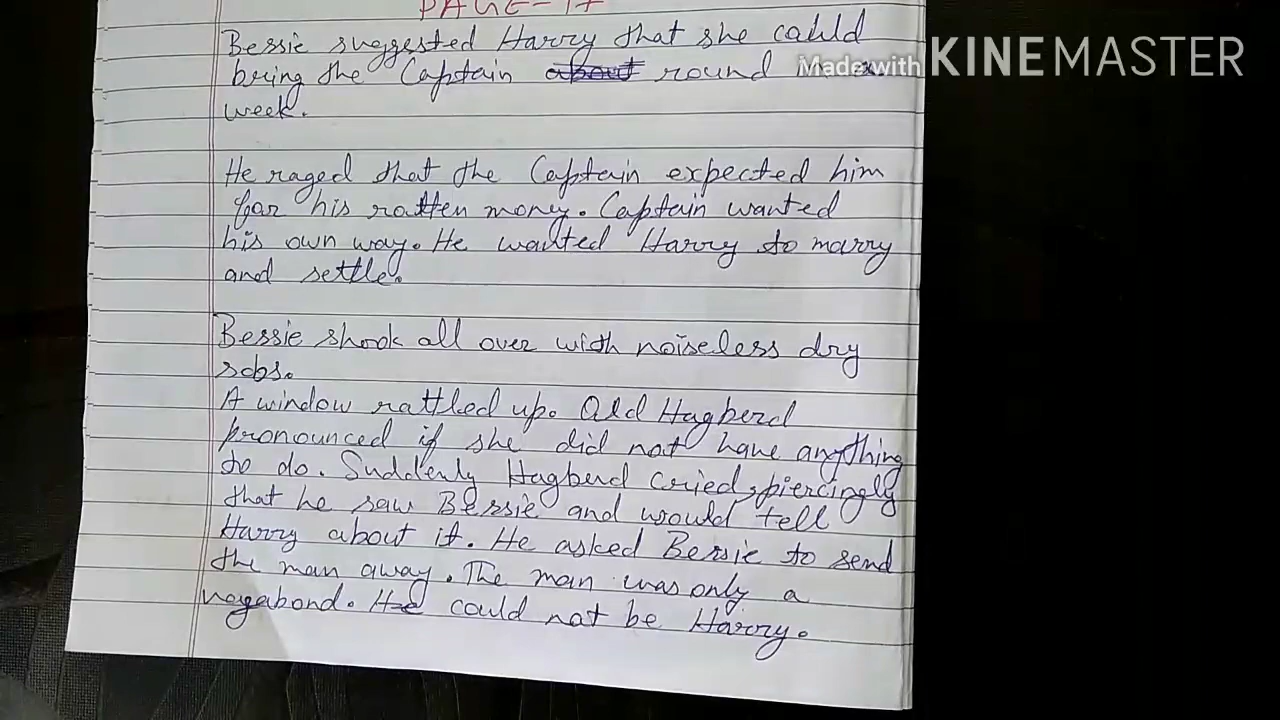 PAGE-17
Bessie suggested Harry that she could
bring the Captain about round in a
week.
Made with KINEMASTER
He raged that the Captain expected him
for his rotten money. Captain wanted
his own way. He wanted Harry to marry
and settle.
Bessie shook all over with noiseless dry
sobs.
A window rattled up. Old Hagberd
pronounced if she did not have anything
to do. Suddenly Hagberd cried, piercingly
that he saw Bessie and would tell
Harry about it. He asked Bessie to send
the man away. The man was only a
vagabond. He could not be Harry.